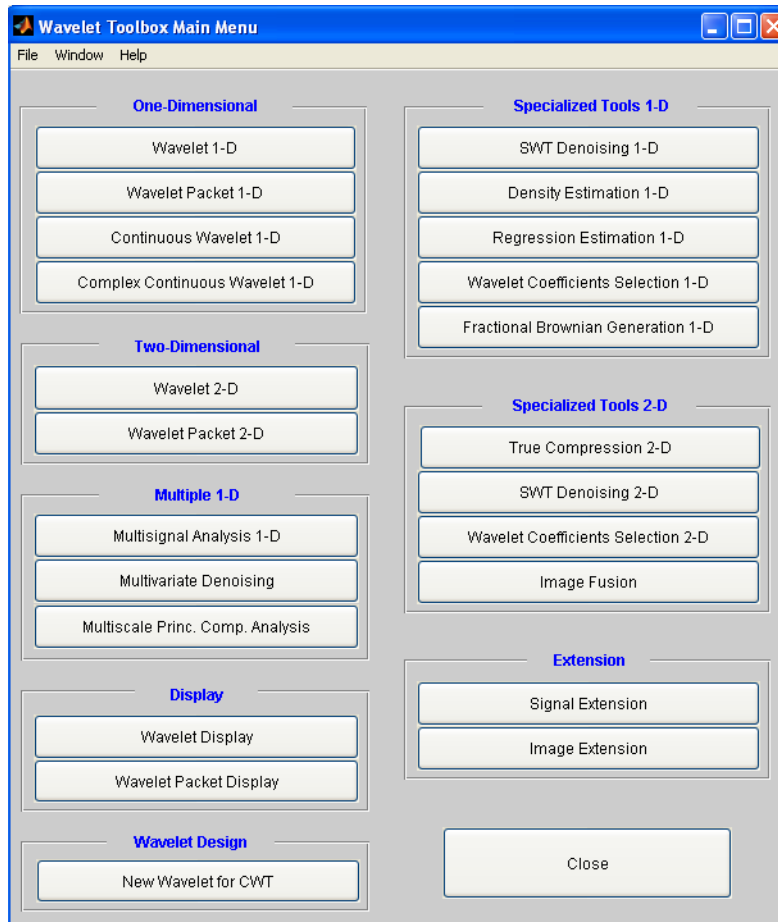 Wavelet Toolbox Main Menu
File Window Help
One-Dimensional
Wavelet 1-D
Wavelet Packet 1-D
Continuous Wavelet 1-D
Complex Continuous Wavelet 1-D
Two-Dimensional
Wavelet 2-D
Wavelet Packet 2-D
Multiple 1-D
Multisignal Analysis 1-D
Multivariate Denoising
Multiscale Princ. Comp. Analysis
Display
Wavelet Display
Wavelet Packet Display
Wavelet Design
New Wavelet for CWT
Specialized Tools 1-D
SWT Denoising 1-D
Density Estimation 1-D
Regression Estimation 1-D
Wavelet Coefficients Selection 1-D
Fractional Brownian Generation 1-D
Specialized Tools 2-D
True Compression 2-D
SWT Denoising 2-D
Wavelet Coefficients Selection 2-D
Image Fusion
Extension
Signal Extension
Image Extension
Close